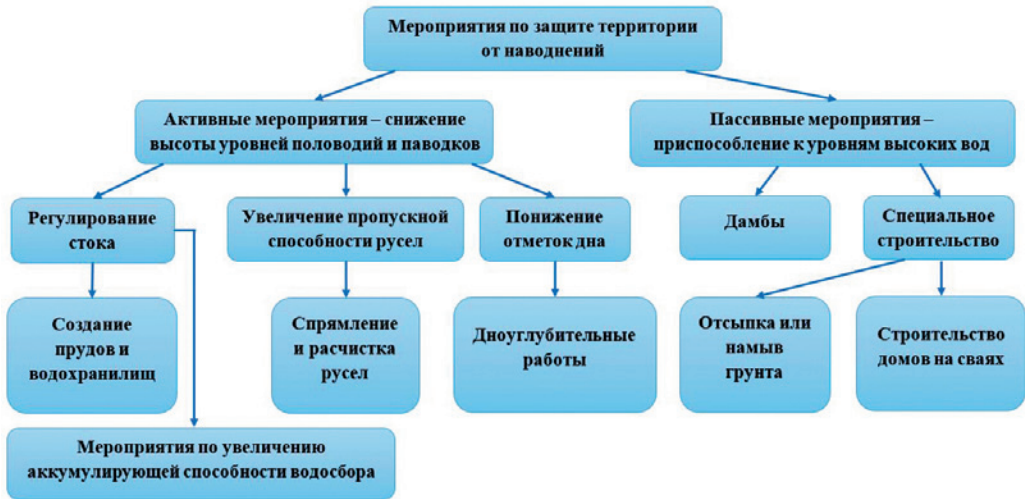 Мероприятия по защите территории
от наводнений
Активные мероприятия – снижение
высоты уровней половодий и паводков
Пассивные мероприятия –
приспособление к уровням высоких вод
Регулирование
стока
Увеличение пропускной
способности русел
Понижение
отметок дна
Дамбы
Специальное
строительство
Создание
прудов и
водохранилищ
Спрямление
и расчистка
русел
Дноуглубительные
работы
Отсыпка или
намыв
грунта
Строительство
домов на сваях
Мероприятия по увеличению
аккумулирующей способности водосбора